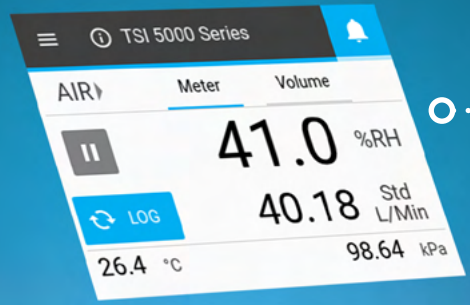 TSI 5000 Series
AIR
Meter
Volume
41.0 %RH
LOG
40.18 Std L/Min
26.4 °C
98.64 kPa